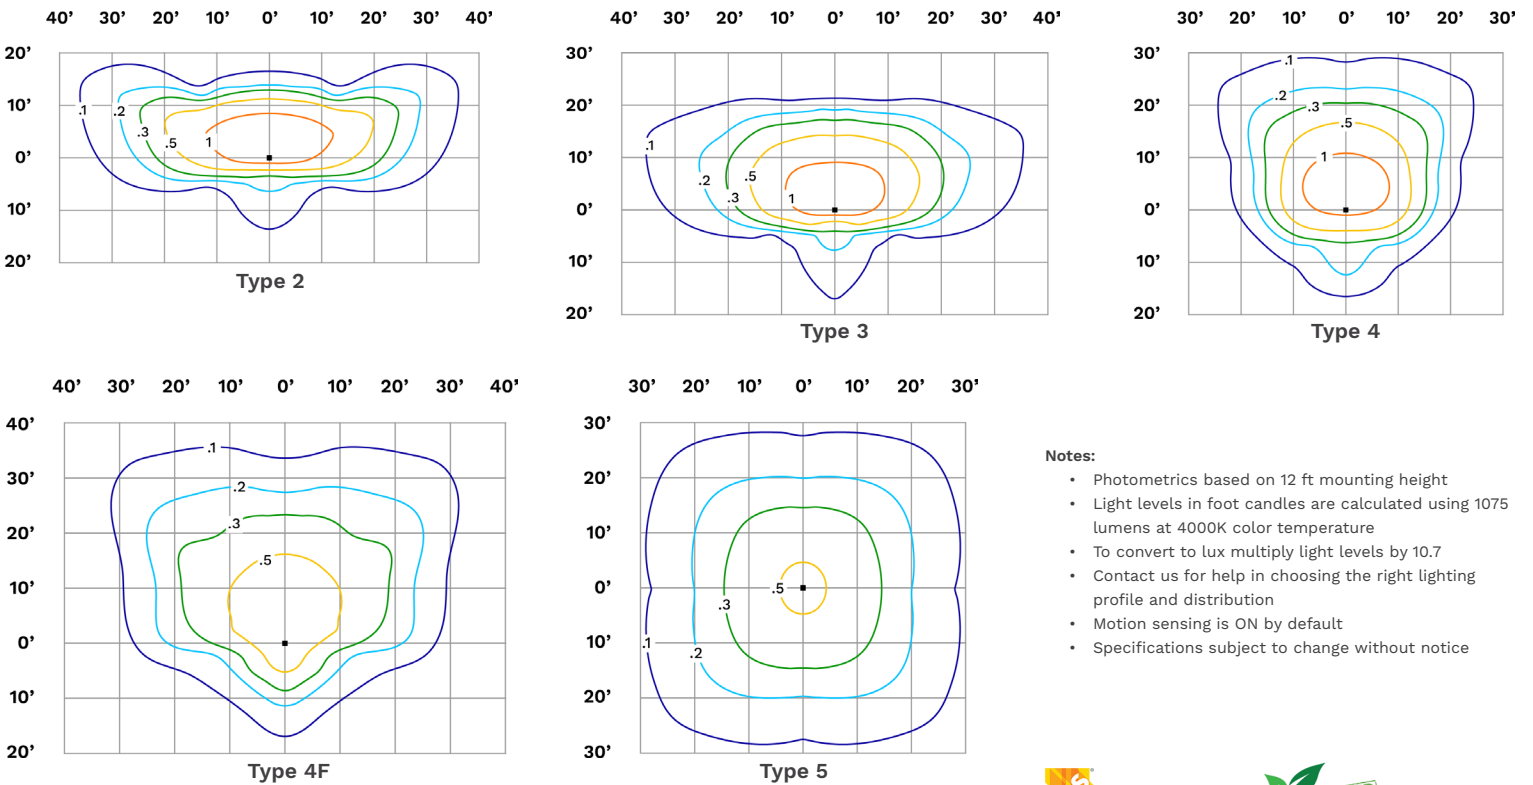 40’ 30’ 20’ 10’ 0’ 10’ 20’ 30’ 40’
20’
10’
0’
10’
20’
.1
.2
.3
.5
1
Type 2
40’ 30’ 20’ 10’ 0’ 10’ 20’ 30’ 40’
30’
20’
10’
0’
10’
20’
.1
.2
.3
.5
1
Type 3
30’ 20’ 10’ 0’ 10’ 20’ 30’
30’
20’
10’
0’
10’
20’
.1
.2
.3
.5
1
Type 4
40’ 30’ 20’ 10’ 0’ 10’ 20’ 30’ 40’
40’
30’
20’
10’
0’
10’
20’
.1
.2
.3
.5
Type 4F
30’ 20’ 10’ 0’ 10’ 20’ 30’
30’
20’
10’
0’
10’
20’
30’
.5
.3
.1
.2
Type 5
Notes:
• Photometrics based on 12 ft mounting height
• Light levels in foot candles are calculated using 1075
lumens at 4000K color temperature
• To convert to lux multiply light levels by 10.7
• Contact us for help in choosing the right lighting
profile and distribution
• Motion sensing is ON by default
• Specifications subject to change without notice